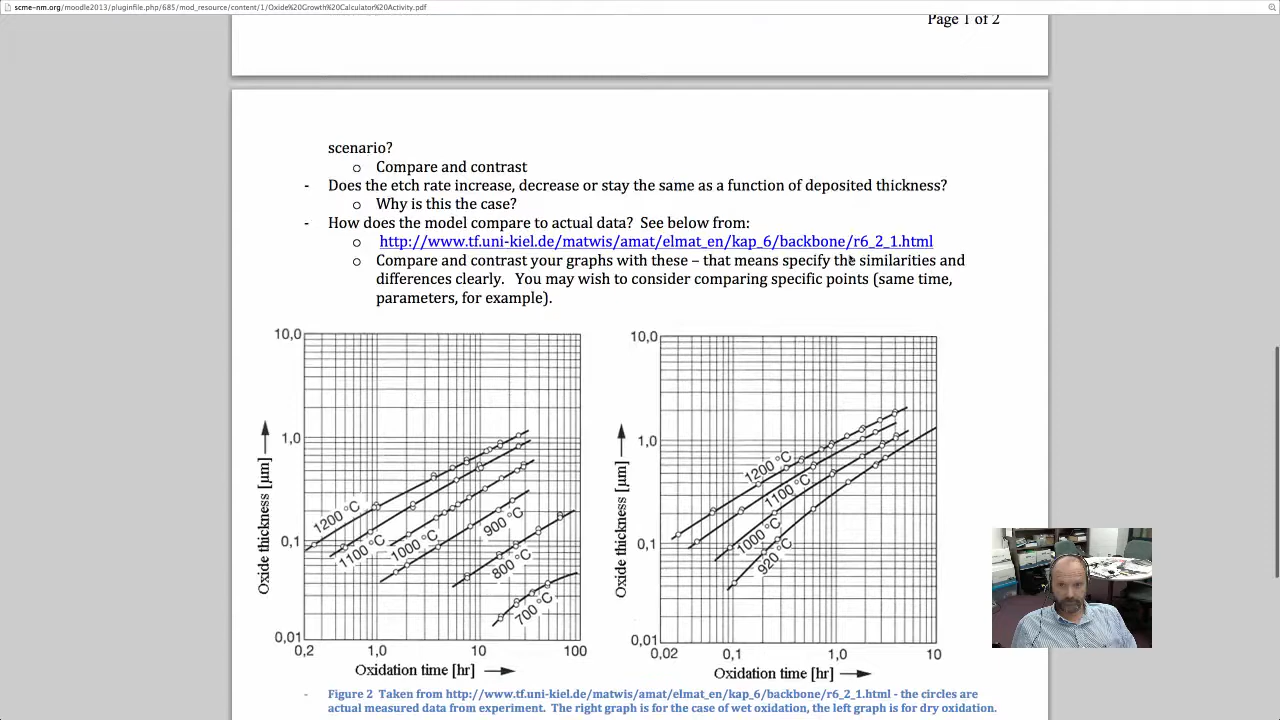 scme-nm.org/moodle2013/pluginfile.php/685/mod_resource/content/1/Oxide%20Growth%20Calculator%20Activity.pdf
Page 1 of 2
scenario?
o Compare and contrast
- Does the etch rate increase, decrease or stay the same as a function of deposited thickness?
o Why is this the case?
- How does the model compare to actual data? See below from:
o http://www.tf.uni-kiel.de/matwis/amat/elmat_en/kap_6/backbone/r6_2_1.html
o Compare and contrast your graphs with these – that means specify the similarities and
differences clearly. You may wish to consider comparing specific points (same time,
parameters, for example).
10,0
1,0
0,1
0,01
Oxide thickness [µm]
1200 °C
1100 °C
1000 °C
900 °C
800 °C
700 °C
0,2 1,0 10 100
Oxidation time [hr]
10,0
1,0
0,1
0,01
Oxide thickness [µm]
1200 °C
1100 °C
1000 °C
920 °C
0,02 0,1 1,0 10
Oxidation time [hr]
- Figure 2 Taken from http://www.tf.uni-kiel.de/matwis/amat/elmat_en/kap_6/backbone/r6_2_1.html - the circles are
actual measured data from experiment. The right graph is for the case of wet oxidation, the left graph is for dry oxidation.